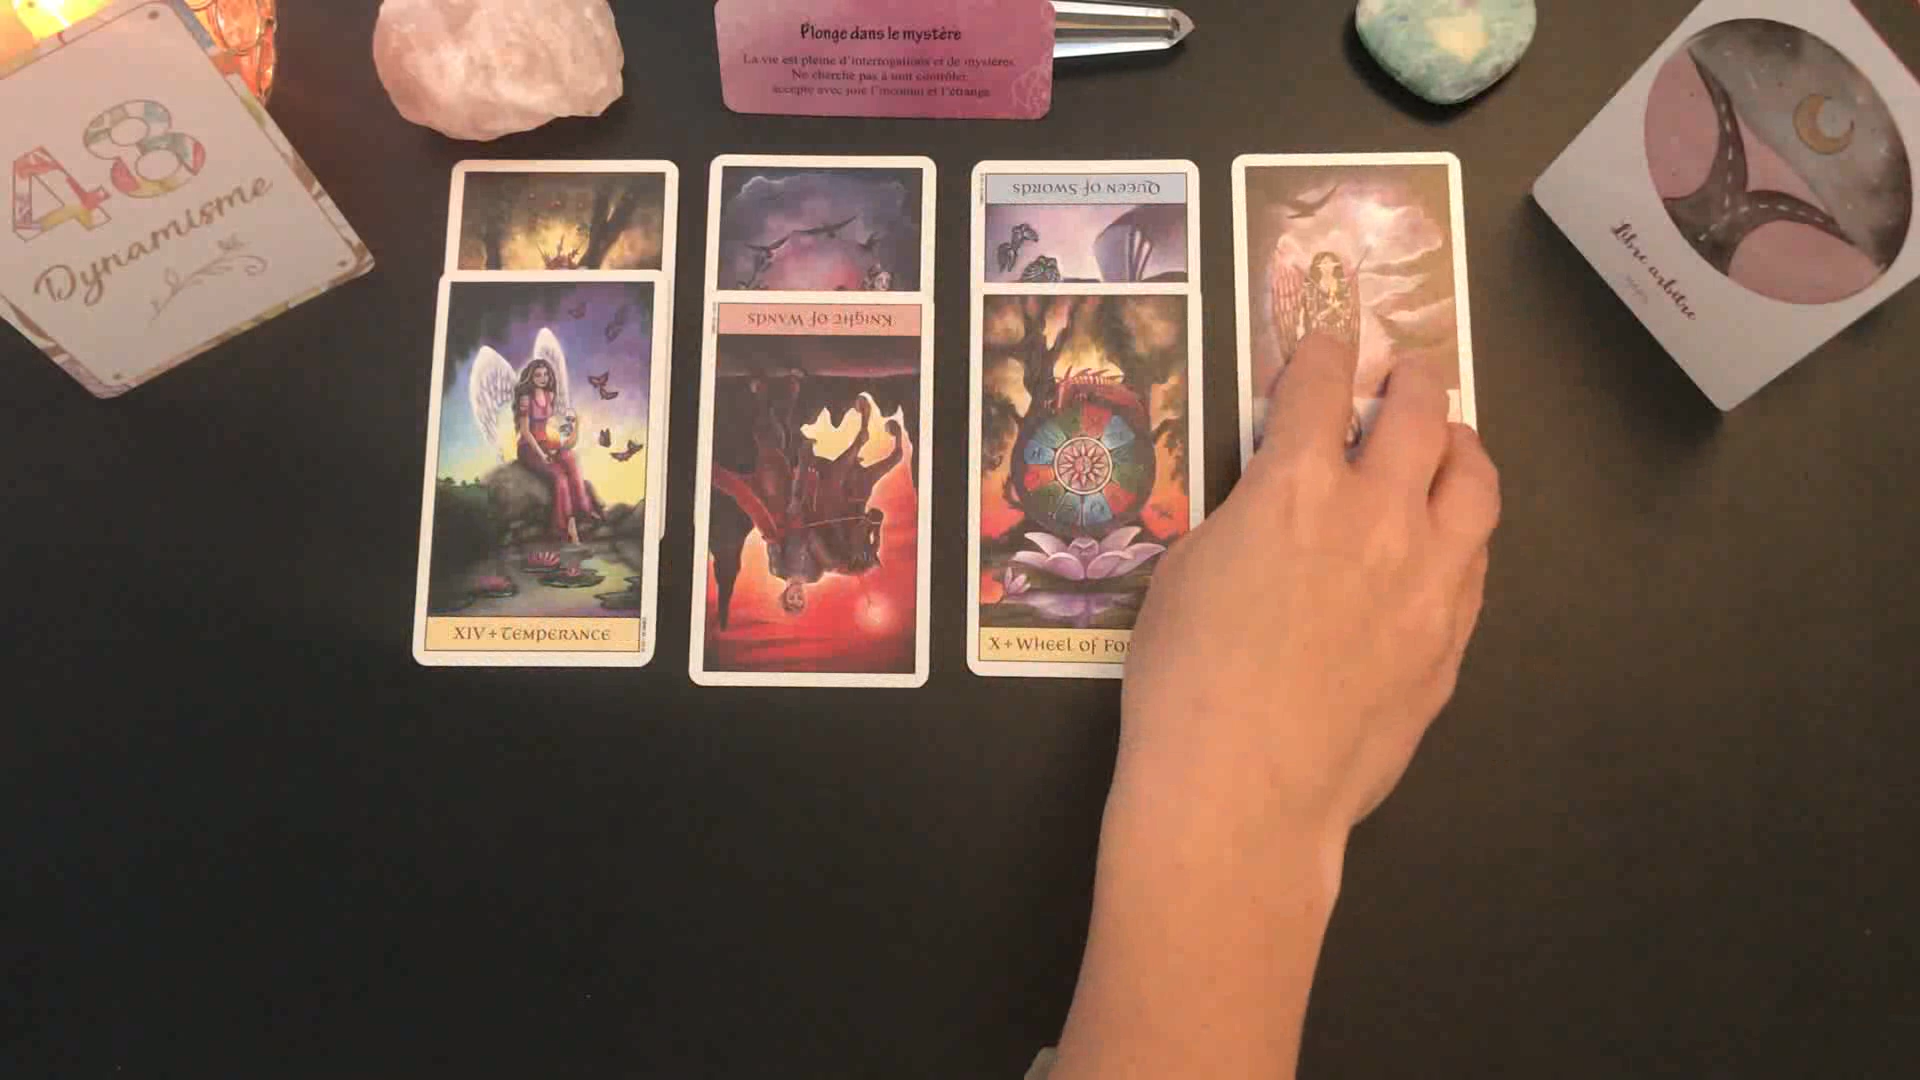 48
Dynamisme
Plonge dans le mystère
La vie est pleine d'interrogations et de mystères.
Ne cherche pas à tout contrôler...
accepte avec joie l'inconnu et l'étrange.
Libre arbitre
Queen of Swords
Knight of Wands
XIV + Temperance
X + Wheel of Fo